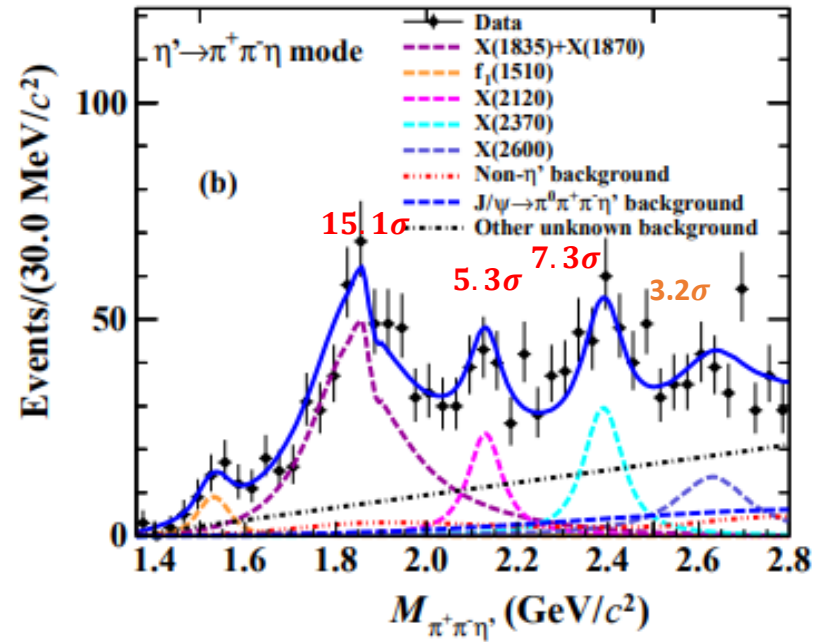 Data
η'→π⁺π⁻η mode
X(1835)+X(1870)
f₁(1510)
X(2120)
X(2370)
X(2600)
Non-η' background
J/ψ→π⁰π⁺π⁻η' background
Other unknown background
(b)
15.1σ
5.3σ
7.3σ
3.2σ
Events/(30.0 MeV/c²)
100
50
0
1.4
1.6
1.8
2.0
2.2
2.4
2.6
2.8
M_π⁺π⁻η' (GeV/c²)